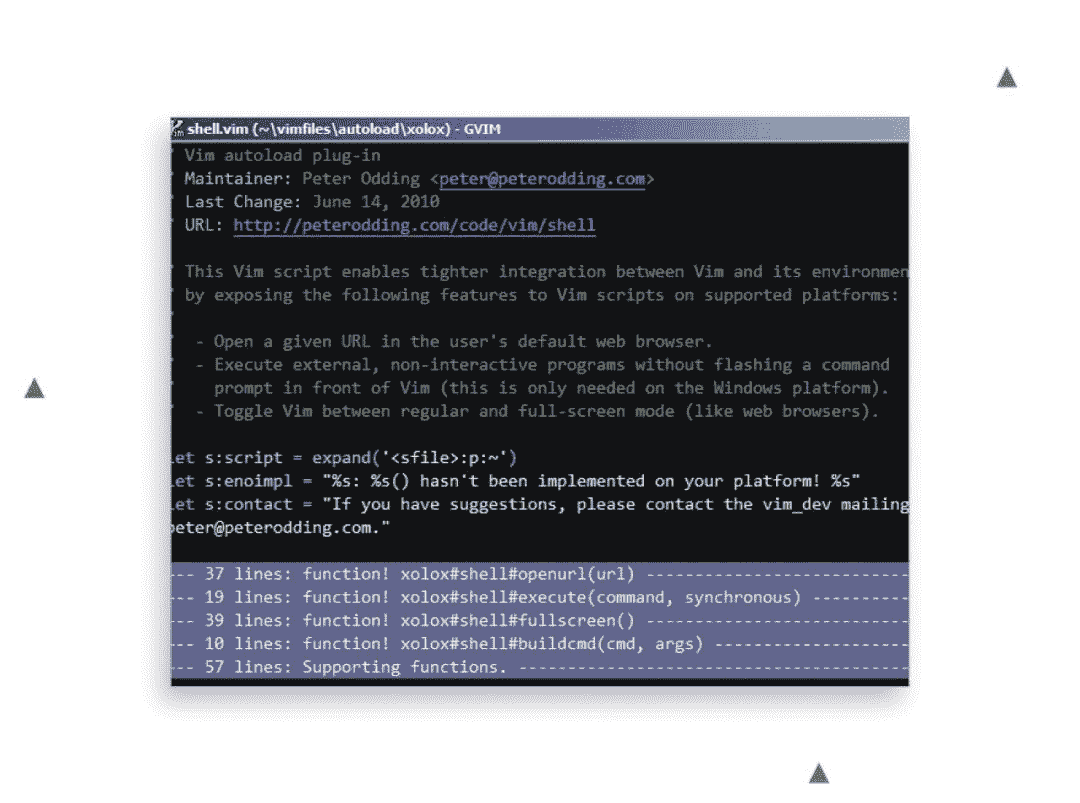 shell.vim (~\vimfiles\autoload\xolox) - GVIM
" Vim autoload plug-in
" Maintainer: Peter Odding <peter@peterodding.com>
" Last Change: June 14, 2010
" URL: http://peterodding.com/code/vim/shell
"
" This Vim script enables tighter integration between Vim and its environmen
" by exposing the following features to Vim scripts on supported platforms:
"
"  - Open a given URL in the user's default web browser.
"  - Execute external, non-interactive programs without flashing a command
"    prompt in front of Vim (this is only needed on the Windows platform).
"  - Toggle Vim between regular and full-screen mode (like web browsers).
let s:script = expand('<sfile>:p:~')
let s:enoimpl = "%s: %s() hasn't been implemented on your platform! %s"
let s:contact = "If you have suggestions, please contact the vim_dev mailing
peter@peterodding.com."
--- 37 lines: function! xolox#shell#openurl(url) ---------------------------
--- 19 lines: function! xolox#shell#execute(command, synchronous) ----------
--- 39 lines: function! xolox#shell#fullscreen() ---------------------------
--- 10 lines: function! xolox#shell#buildcmd(cmd, args) --------------------
--- 57 lines: Supporting functions. ----------------------------------------